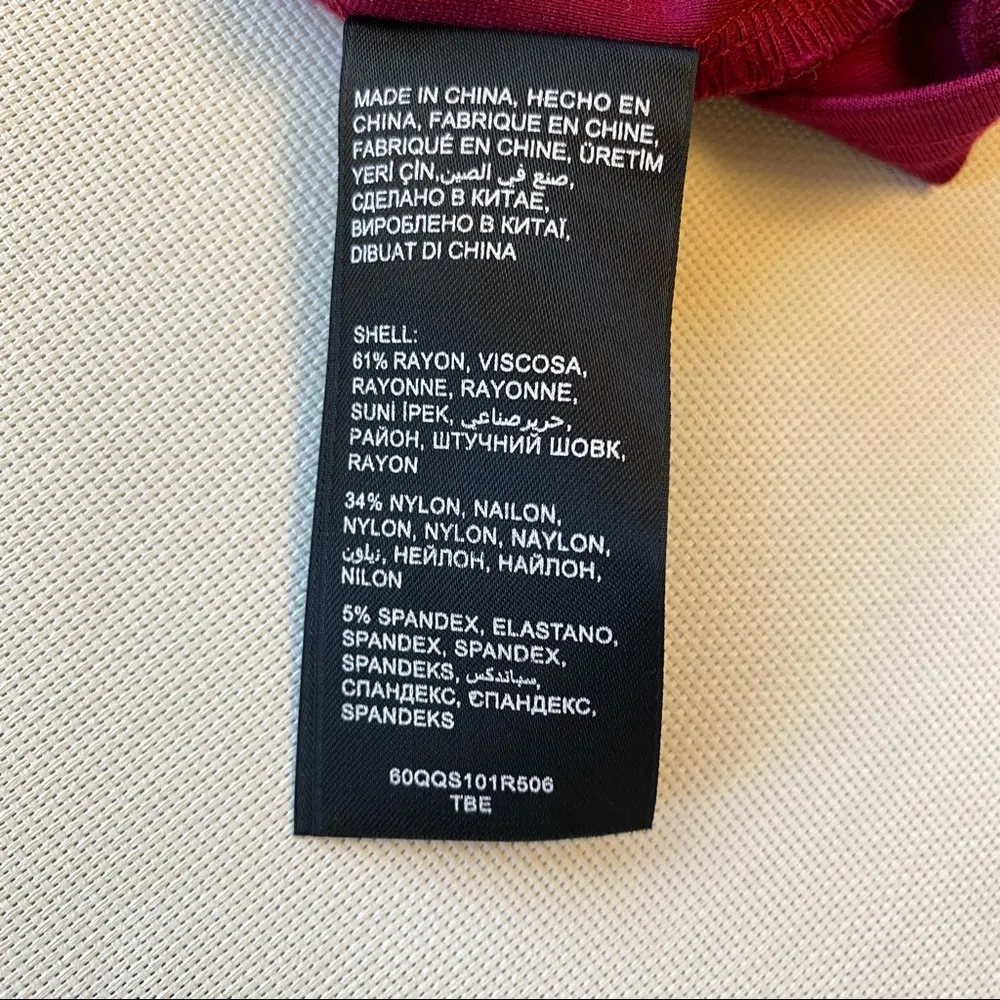 MADE IN CHINA, HECHO EN
CHINA, FABRIQUE EN CHINE,
FABRIQUÉ EN CHINE, ÜRETİM
YERİ ÇİN,صنع في الصين,
СДЕЛАНО В КИТАЕ,
ВИРОБЛЕНО В КИТАЇ,
DIBUAT DI CHINA
SHELL:
61% RAYON, VISCOSA,
RAYONNE, RAYONNE,
SUNİ İPEK, حريرصناعي,
РАЙОН, ШТУЧНИЙ ШОВК,
RAYON
34% NYLON, NAILON,
NYLON, NYLON, NAYLON,
نيلون, НЕЙЛОН, НАЙЛОН,
NILON
5% SPANDEX, ELASTANO,
SPANDEX, SPANDEX,
SPANDEKS, سباندكس,
СПАНДЕКС, СПАНДЕКС,
SPANDEKS
60QQS101R506
TBE